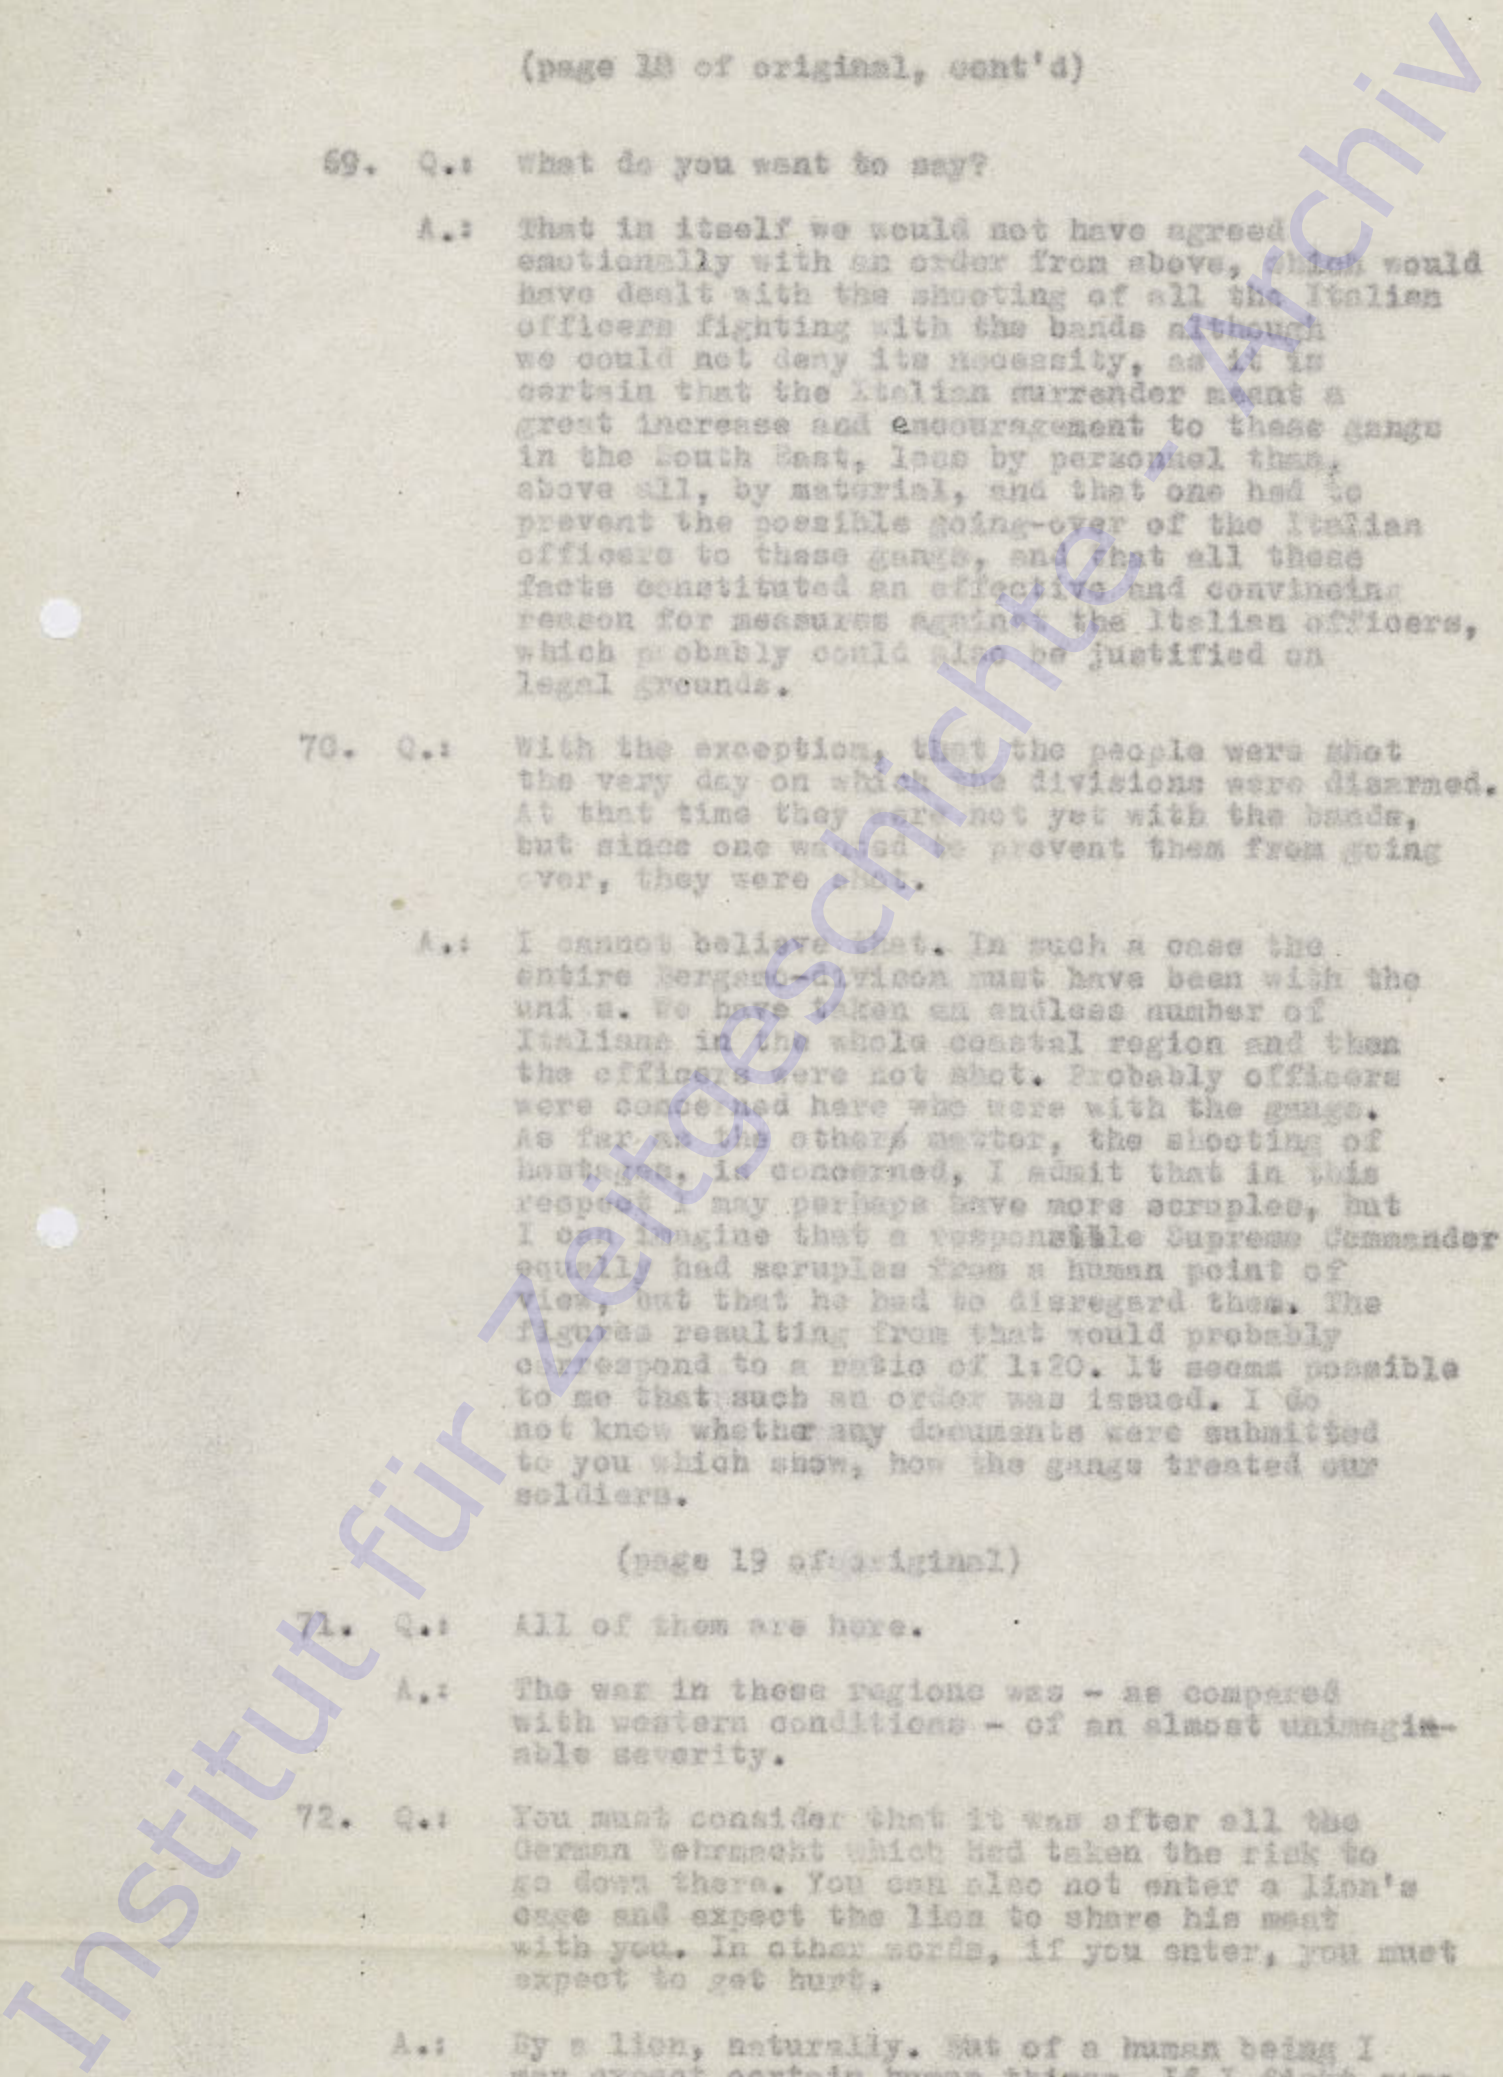 (page 18 of original, cont'd)
69. Q.: What do you want to say?
A.: That in itself we would not have agreed
emotionally with an order from above, which would
have dealt with the shooting of all the Italian
officers fighting with the bands although
we could not deny its necessity, as it is
certain that the Italian surrender meant a
great increase and encouragement to these gangs
in the South East, less by personnel than,
above all, by material, and that one had to
prevent the possible going-over of the Italian
officers to these gangs, and that all these
facts constituted an effective and convincing
reason for measures against the Italian officers,
which probably could also be justified on
legal grounds.
70. Q.: With the exception, that the people were shot
the very day on which the divisions were disarmed.
At that time they were not yet with the bands,
but since one wanted to prevent them from going
over, they were shot.
A.: I cannot believe that. In such a case the
entire Bergamo-divison must have been with the
We have taken an endless number of
Italians in the whole coastal region and then
the officers were not shot. Probably officers
were concerned here who were with the gangs.
As far as the other matter, the shooting of
hostages, is concerned, I admit that in this
respect I may perhaps have more scruples, but
I can imagine that a responsible Supreme Commander
equally had scruples from a human point of
view, but that he had to disregard them. The
figures resulting from that would probably
correspond to a ratio of 1:20. It seems possible
to me that such an order was issued. I do
not know whether any documents were submitted
to you which show, how the gangs treated our
soldiers.
(page 19 of original)
71. Q.: All of them are here.
A.: The war in these regions was - as compared
with western conditions - of an almost unimagin-
able severity.
72. Q.: You must consider that it was after all the
German Wehrmacht which had taken the risk to
go down there. You can also not enter a lion's
cage and expect the lion to share his meat
with you. In other words, if you enter, you must
expect to get hurt.
A.: By a lion, naturally. But of a human being I
may expect certain human things. If I fight
Institut für Zeitgeschichte - Archiv